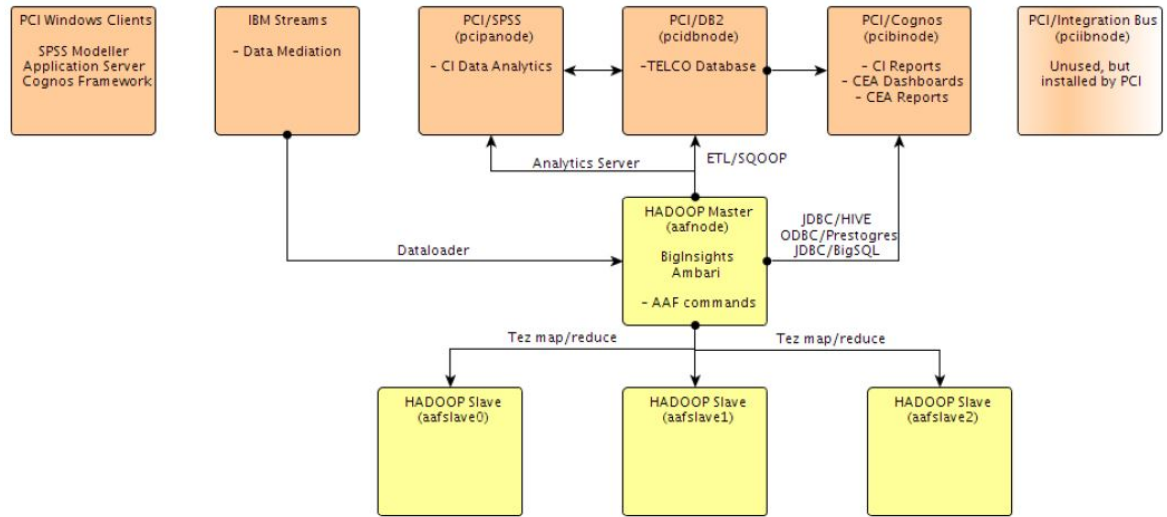 PCI Windows Clients
SPSS Modeller
Application Server
Cognos Framework
IBM Streams
- Data Mediation
PCI/SPSS
(pcipanode)
- CI Data Analytics
PCI/DB2
(pcidbnode)
-TELCO Database
PCI/Cognos
(pcibinode)
- CI Reports
- CEA Dashboards
- CEA Reports
PCI/Integration Bus
(pciibnode)
Unused, but
installed by PCI
Analytics Server
ETL/SQOOP
Dataloader
HADOOP Master
(aafnode)
BigInsights
Ambari
- AAF commands
JDBC/HIVE
ODBC/Prestogres
JDBC/BigSQL
Tez map/reduce
Tez map/reduce
HADOOP Slave
(aafslave0)
HADOOP Slave
(aafslave1)
HADOOP Slave
(aafslave2)